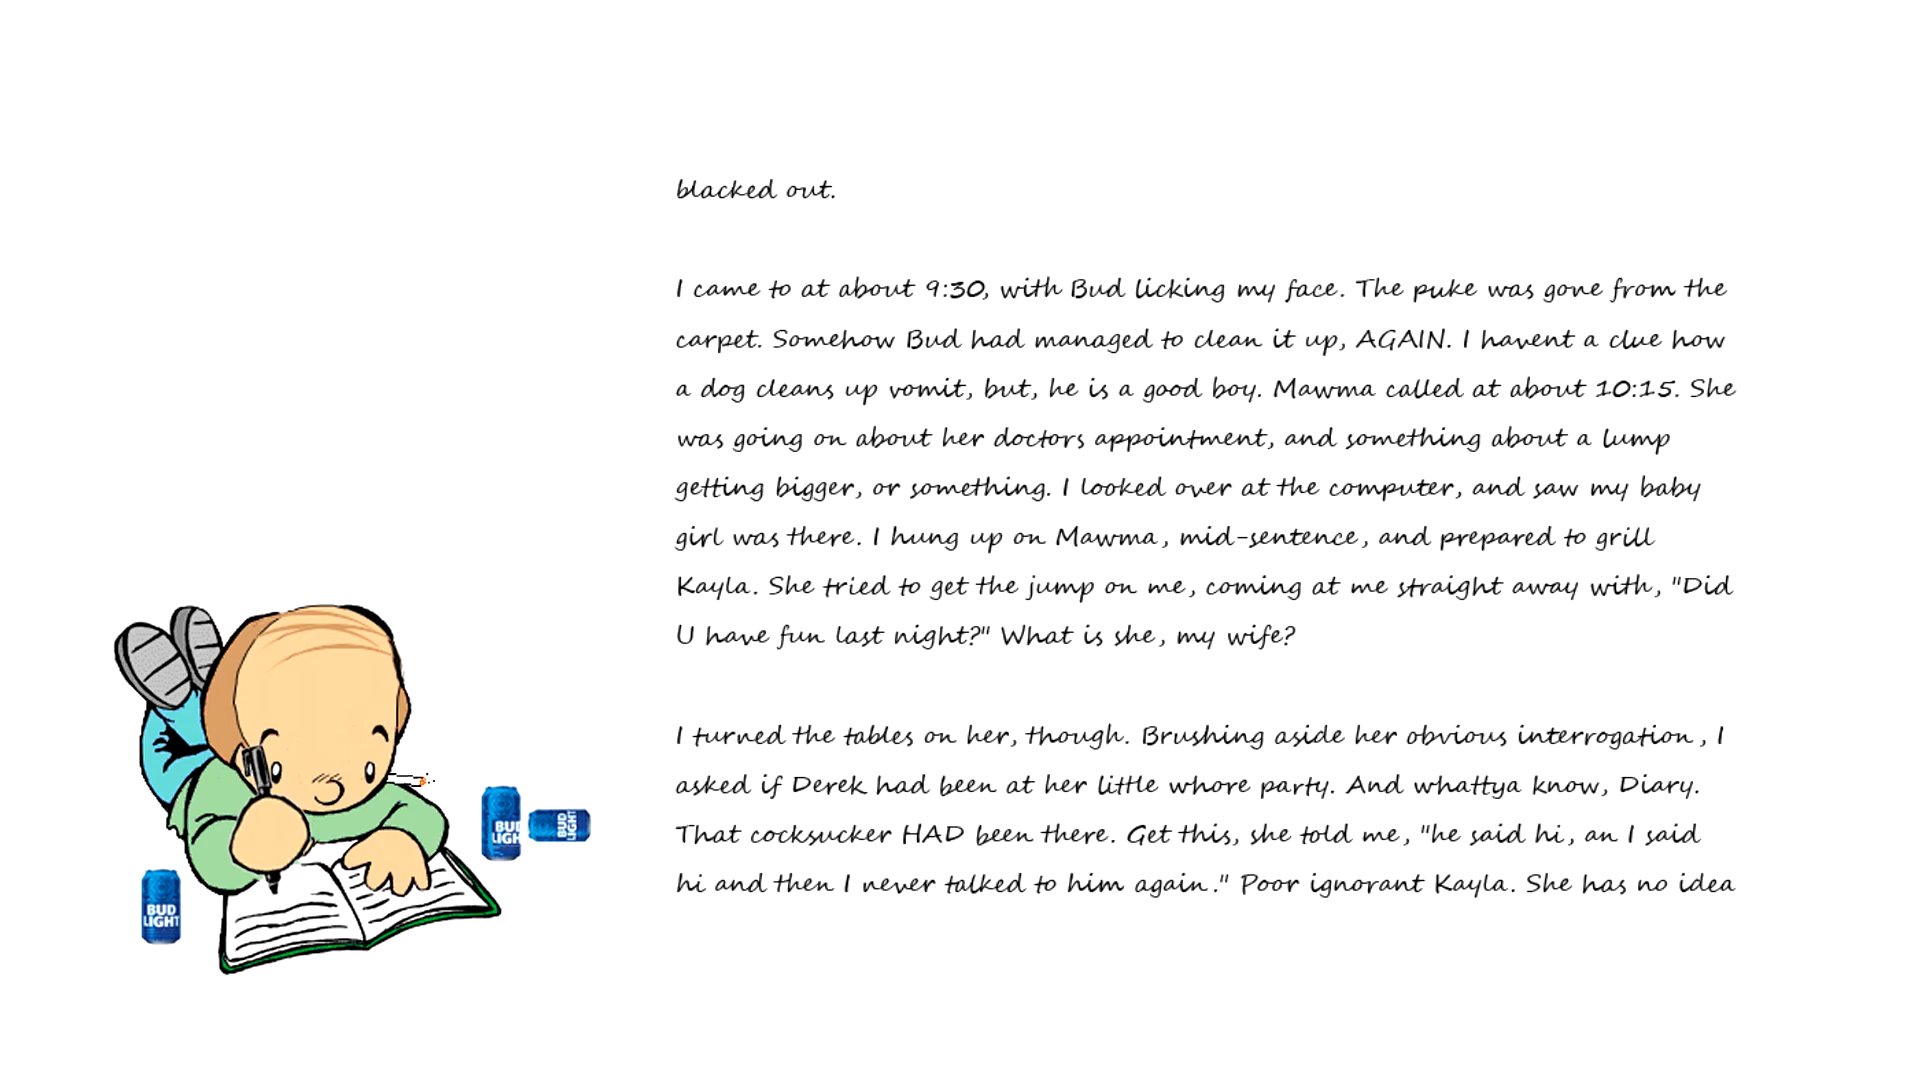 blacked out.
I came to at about 9:30, with Bud licking my face. The puke was gone from the
carpet. Somehow Bud had managed to clean it up, AGAIN. I havent a clue how
a dog cleans up vomit, but, he is a good boy. Mawma called at about 10:15. She
was going on about her doctors appointment, and something about a lump
getting bigger, or something. I looked over at the computer, and saw my baby
girl was there. I hung up on Mawma, mid-sentence, and prepared to grill
Kayla. She tried to get the jump on me, coming at me straight away with, "Did
U have fun last night?" What is she, my wife?
I turned the tables on her, though. Brushing aside her obvious interrogation, I
asked if Derek had been at her little whore party. And whattya know, Diary.
That cocksucker HAD been there. Get this, she told me, "he said hi, an I said
hi and then I never talked to him again." Poor ignorant Kayla. She has no idea
BUD
LIGHT
BUD
LIGHT
BUD
LIGHT